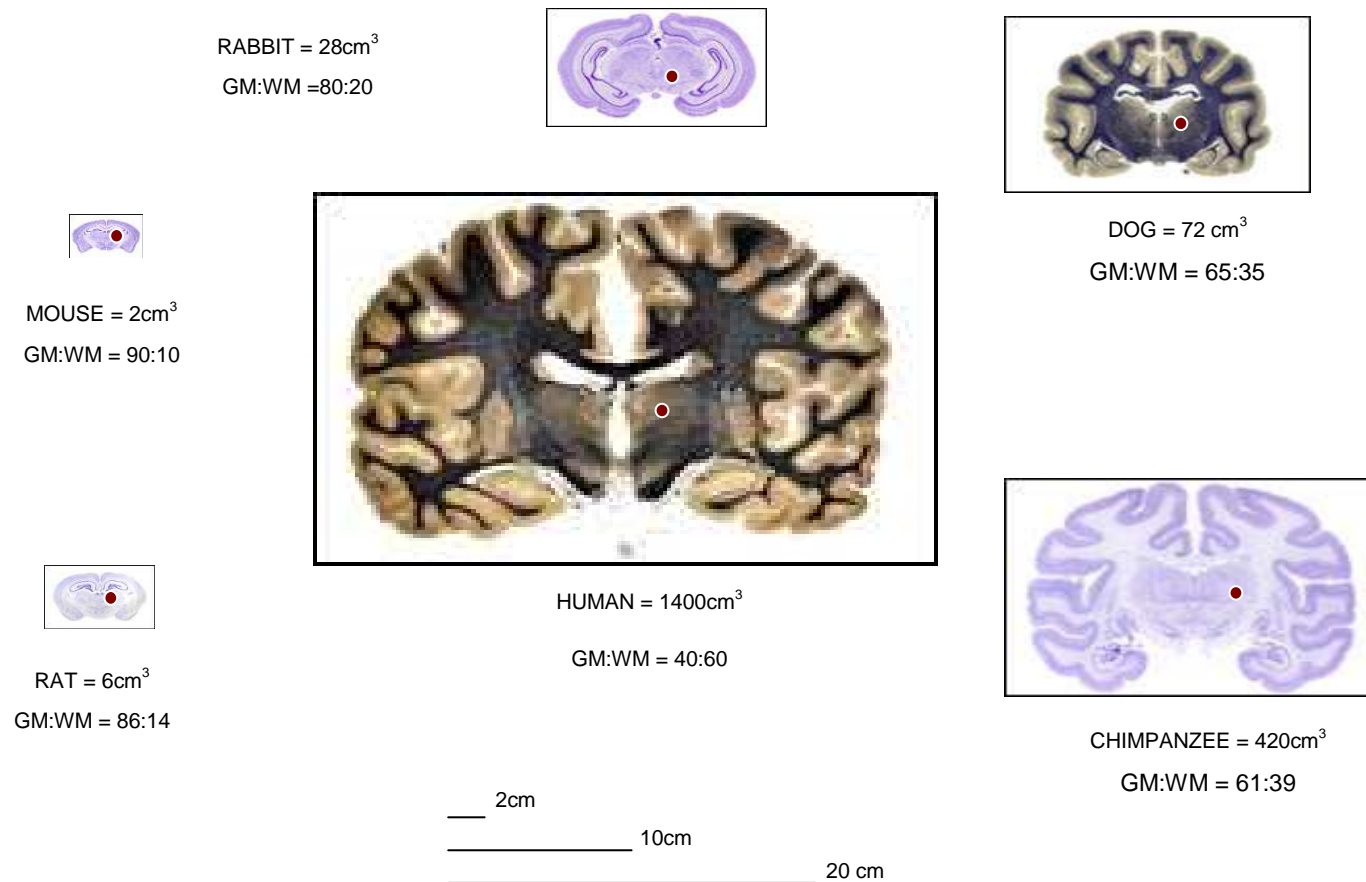 RABBIT = 28cm³
GM:WM =80:20
DOG = 72 cm³
GM:WM = 65:35
MOUSE = 2cm³
GM:WM = 90:10
HUMAN = 1400cm³
GM:WM = 40:60
RAT = 6cm³
GM:WM = 86:14
CHIMPANZEE = 420cm³
GM:WM = 61:39
2cm
10cm
20 cm